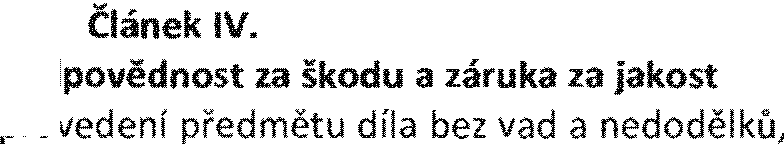 Článek IV.
povědnost za škodu a záruka za jakost
vedení předmětu díla bez vad a nedodělků,